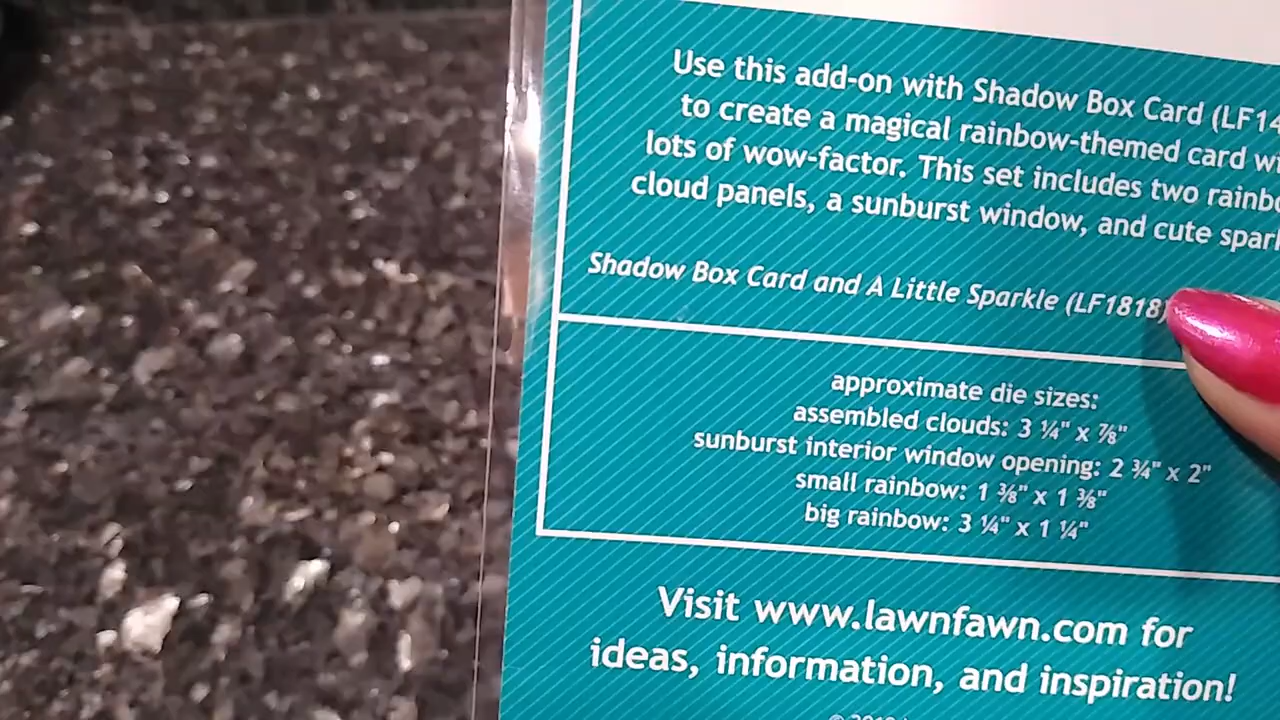 Use this add-on with Shadow Box Card (LF14
to create a magical rainbow-themed card wi
lots of wow-factor. This set includes two rainbo
cloud panels, a sunburst window, and cute spark
Shadow Box Card and A Little Sparkle (LF1818)
approximate die sizes:
assembled clouds: 3 ¼" x ⅞"
sunburst interior window opening: 2 ¾" x 2"
small rainbow: 1 ⅜" x 1 ⅜"
big rainbow: 3 ¼" x 1 ¼"
Visit www.lawnfawn.com for
ideas, information, and inspiration!